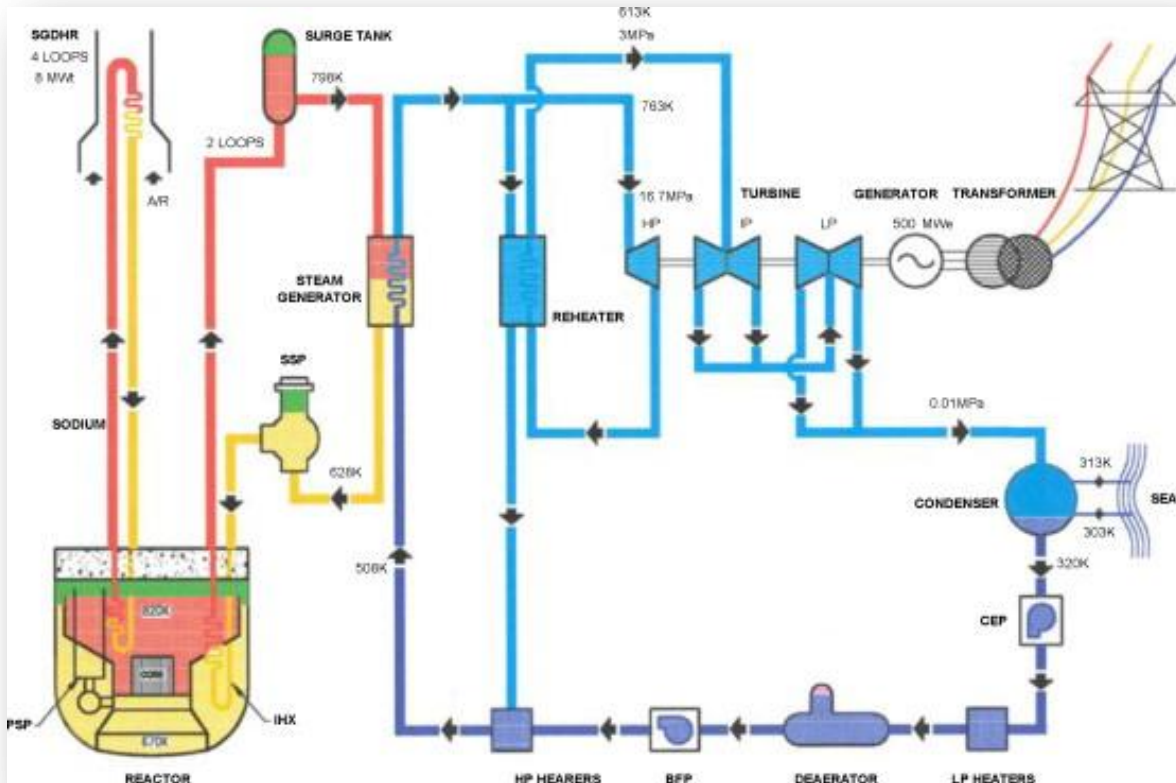 SGDHR
4 LOOPS
8 MWt
A/R
SURGE TANK
798K
2 LOOPS
613K
3MPa
763K
16.7MPa
HP
TURBINE
IP
LP
GENERATOR
500 MWe
TRANSFORMER
STEAM
GENERATOR
REHEATER
SSP
SODIUM
628K
508K
0.01MPa
CONDENSER
313K
SEA
303K
320K
CEP
820K
CORE
PSP
IHX
670K
REACTOR
HP HEARERS
BFP
DEAERATOR
LP HEATERS